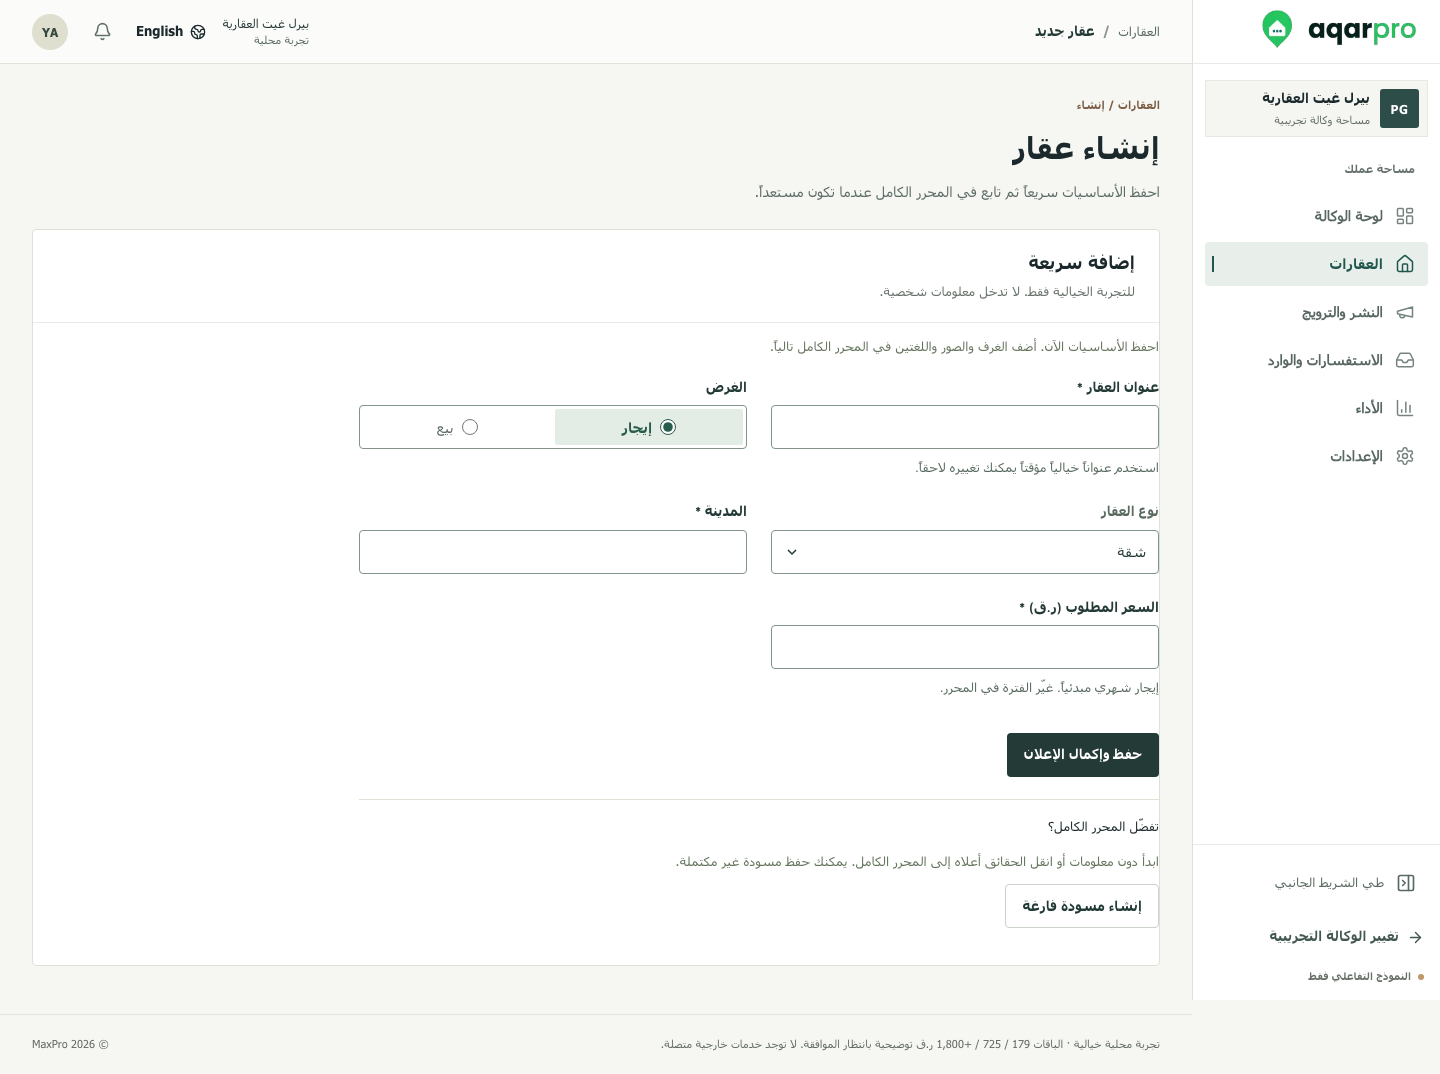 aqarpro
PG
بيرل غيت العقارية
مساحة وكالة تجريبية
مساحة عملك
لوحة الوكالة
العقارات
النشر والترويج
الاستفسارات والوارد
الأداء
الإعدادات
طي الشريط الجانبي
تغيير الوكالة التجريبية
النموذج التفاعلي فقط
العقارات / عقار جديد
بيرل غيت العقارية
تجربة محلية
English
YA
العقارات / إنشاء
إنشاء عقار
احفظ الأساسيات سريعاً ثم تابع في المحرر الكامل عندما تكون مستعداً.
إضافة سريعة
للتجربة الخيالية فقط. لا تدخل معلومات شخصية.
احفظ الأساسيات الآن. أضف الغرف والصور واللغتين في المحرر الكامل تالياً.
عنوان العقار *
الغرض
إيجار
بيع
استخدم عنواناً خيالياً مؤقتاً يمكنك تغييره لاحقاً.
نوع العقار
المدينة *
شقة
السعر المطلوب (ر.ق) *
إيجار شهري مبدئياً. غيّر الفترة في المحرر.
حفظ وإكمال الإعلان
تفضّل المحرر الكامل؟
ابدأ دون معلومات أو انقل الحقائق أعلاه إلى المحرر الكامل. يمكنك حفظ مسودة غير مكتملة.
إنشاء مسودة فارغة
تجربة محلية خيالية · الباقات 179 / 725 / 1,800+ ر.ق توضيحية بانتظار الموافقة. لا توجد خدمات خارجية متصلة.
© 2026 MaxPro